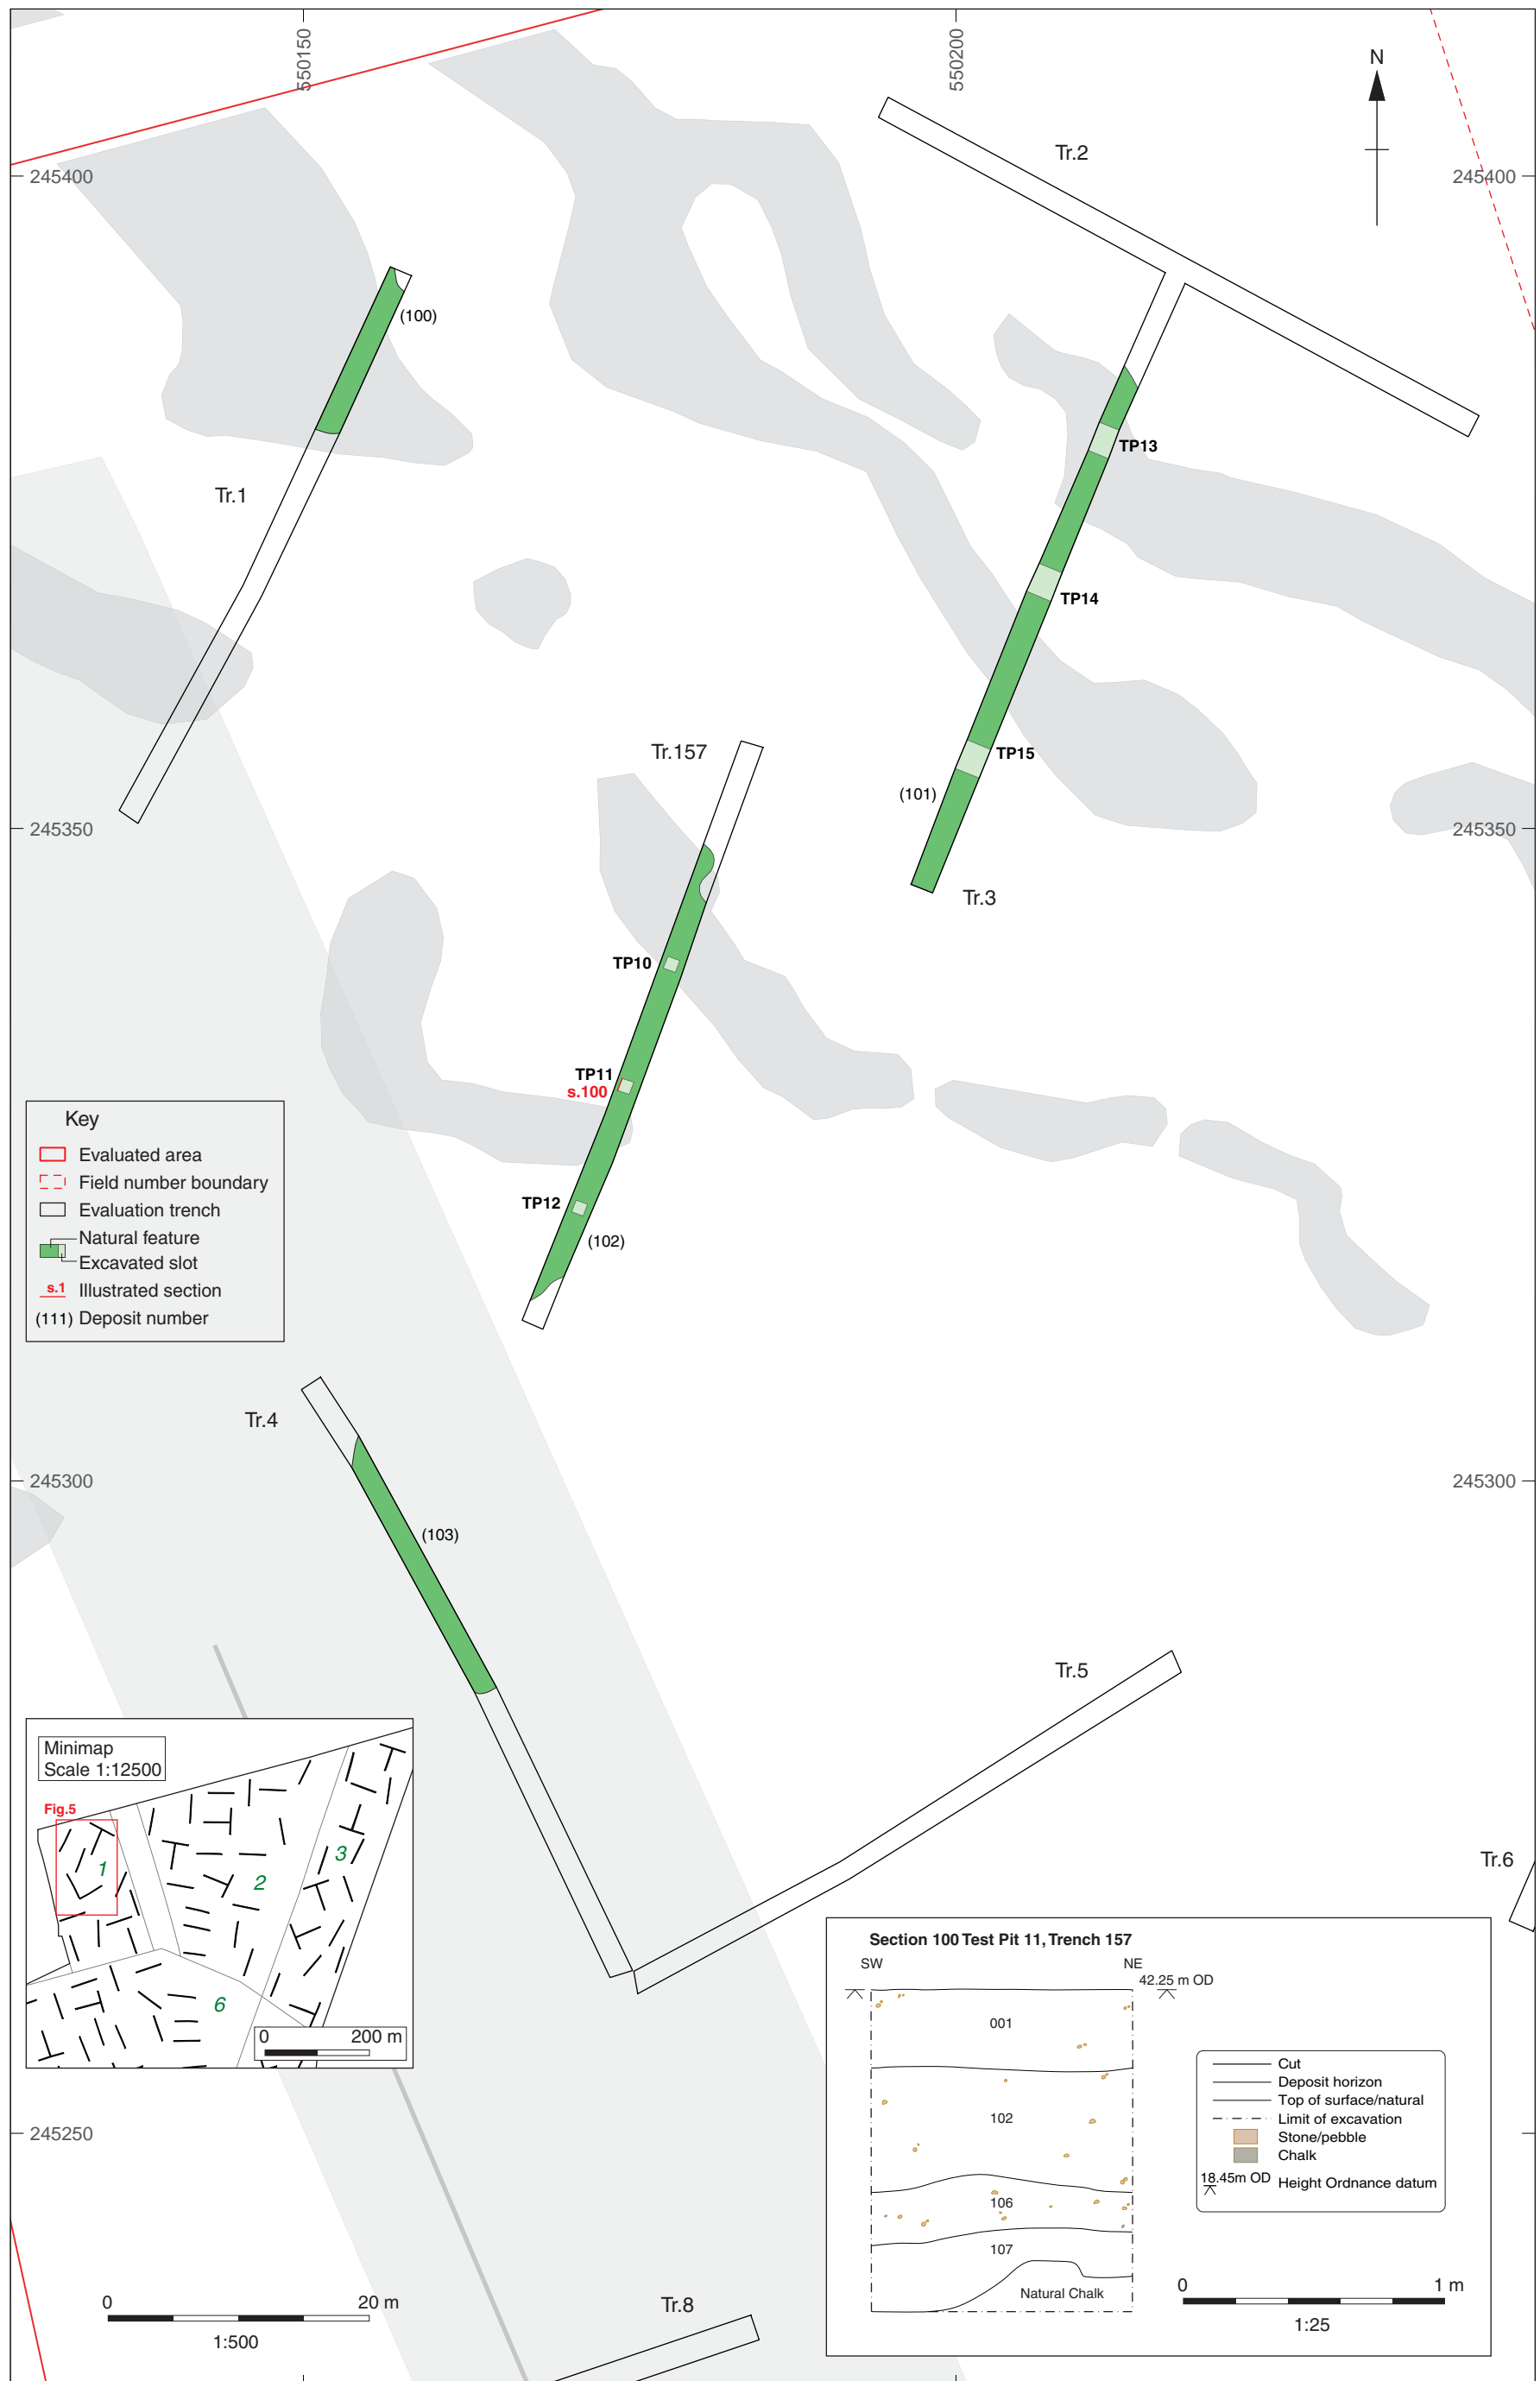 550150
550200
N
Tr.2
245400
245400
(100)
TP13
Tr.1
TP14
Tr.157
TP15
(101)
245350
245350
Tr.3
TP10
TP11
s.100
Key
Evaluated area
Field number boundary
Evaluation trench
Natural feature
Excavated slot
s.1 Illustrated section
(111) Deposit number
TP12
(102)
Tr.4
245300
245300
(103)
Tr.5
Minimap
Scale 1:12500
Fig.5
1
2
3
6
0 200 m
Tr.6
Section 100 Test Pit 11, Trench 157
SW NE
42.25 m OD
001
102
106
107
Natural Chalk
Cut
Deposit horizon
Top of surface/natural
Limit of excavation
Stone/pebble
Chalk
18.45m OD Height Ordnance datum
0 1 m
1:25
245250
0 20 m
1:500
Tr.8